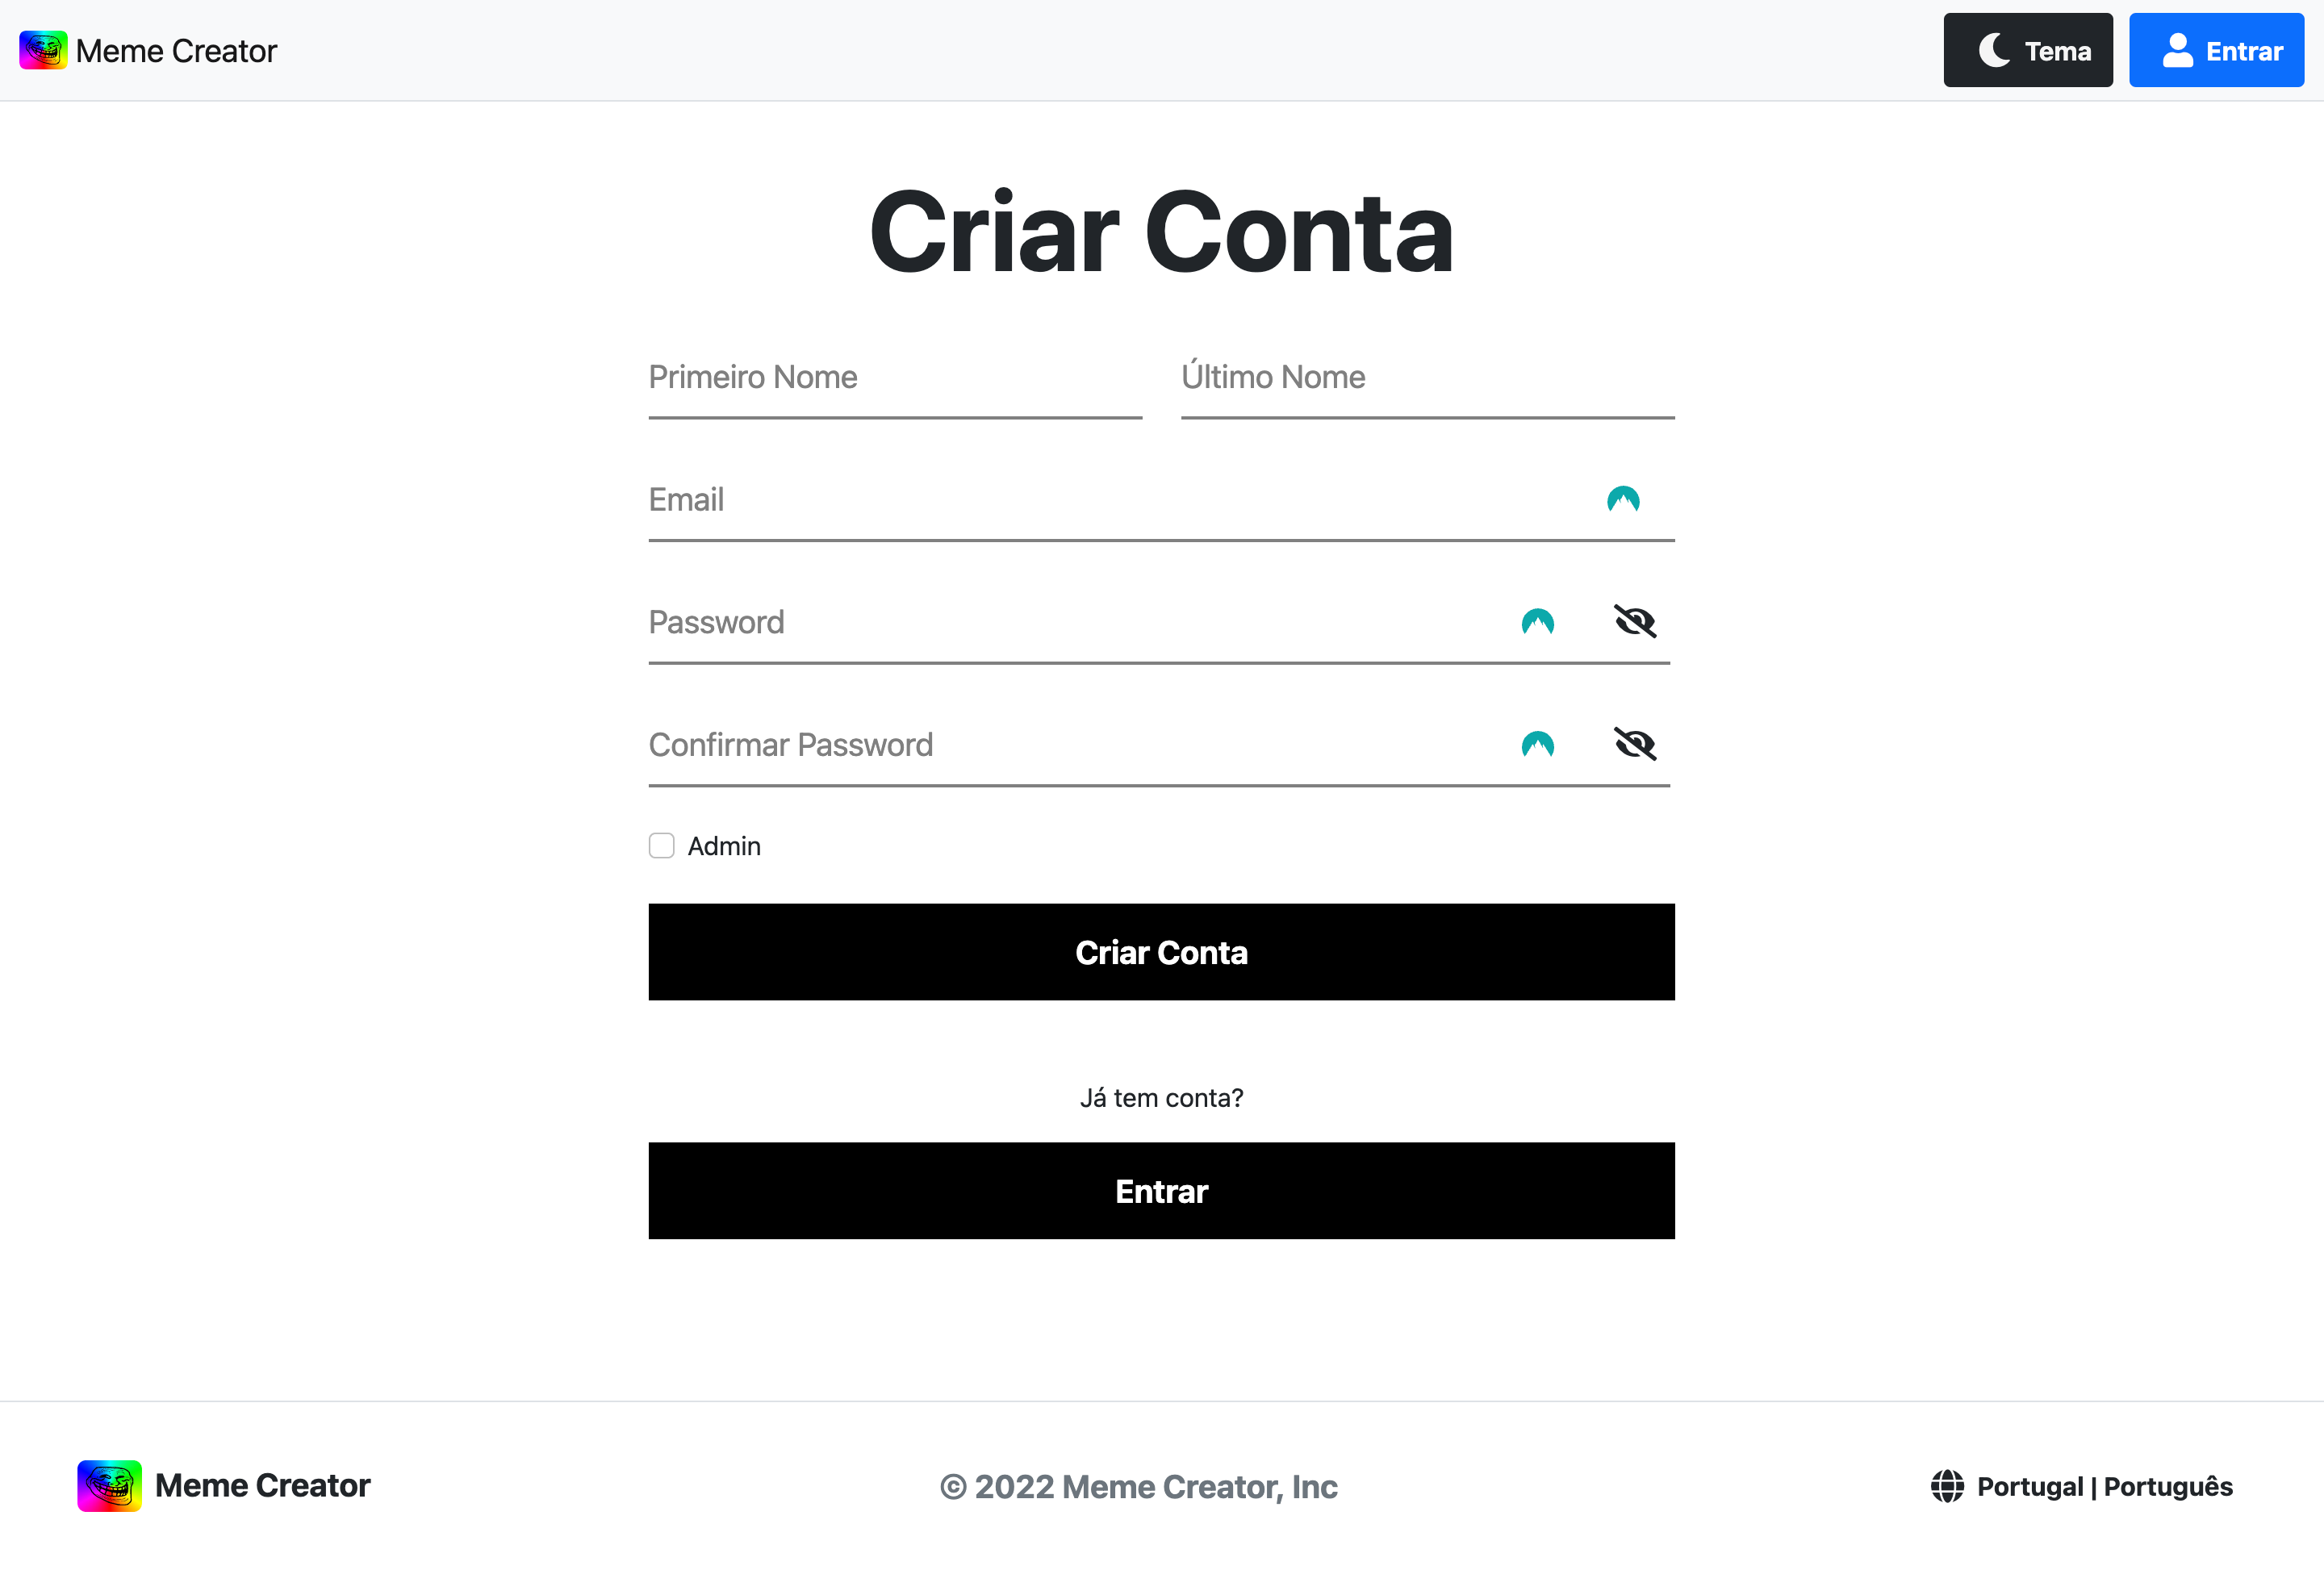 Meme Creator
Tema
Entrar
Criar Conta
Primeiro Nome
Último Nome
Email
Password
Confirmar Password
Admin
Criar Conta
Já tem conta?
Entrar
Meme Creator
© 2022 Meme Creator, Inc
Portugal | Português